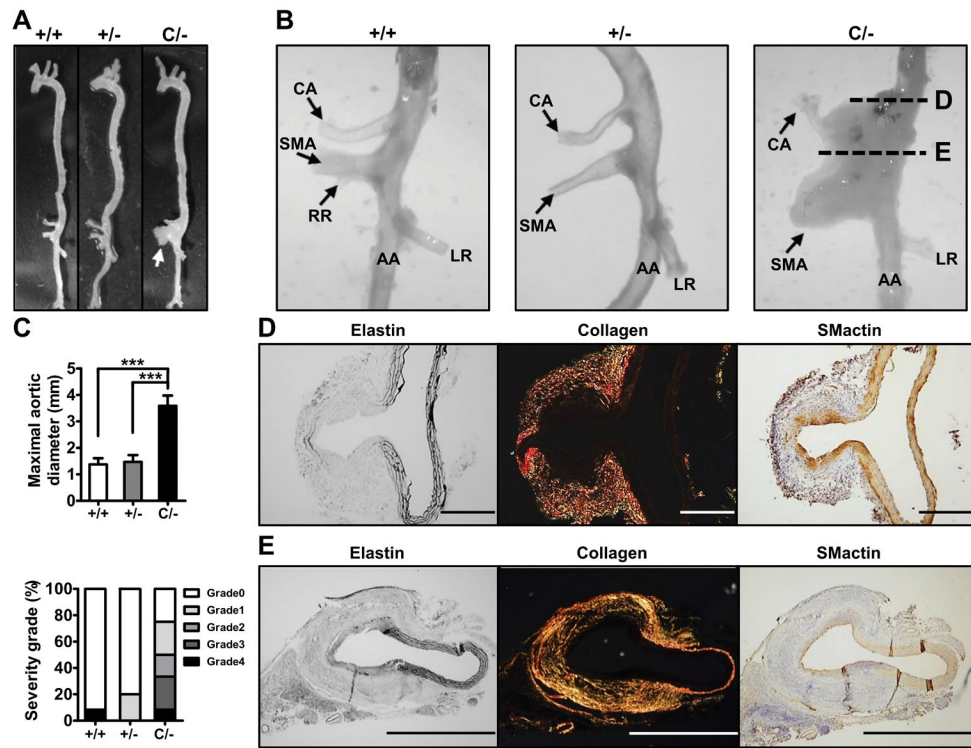 A
+/+ +/- C/-
B
+/+ +/- C/-
CA
SMA
RR
AA
LR
CA
SMA
AA
LR
CA
SMA
AA
LR
D
E
C
Maximal aortic
diameter (mm)
5
4
3
2
1
0
*** 
***
+/+ +/- C/-
Severity grade (%)
100
80
60
40
20
0
+/+ +/- C/-
Grade0
Grade1
Grade2
Grade3
Grade4
D
Elastin Collagen SMactin
E
Elastin Collagen SMactin